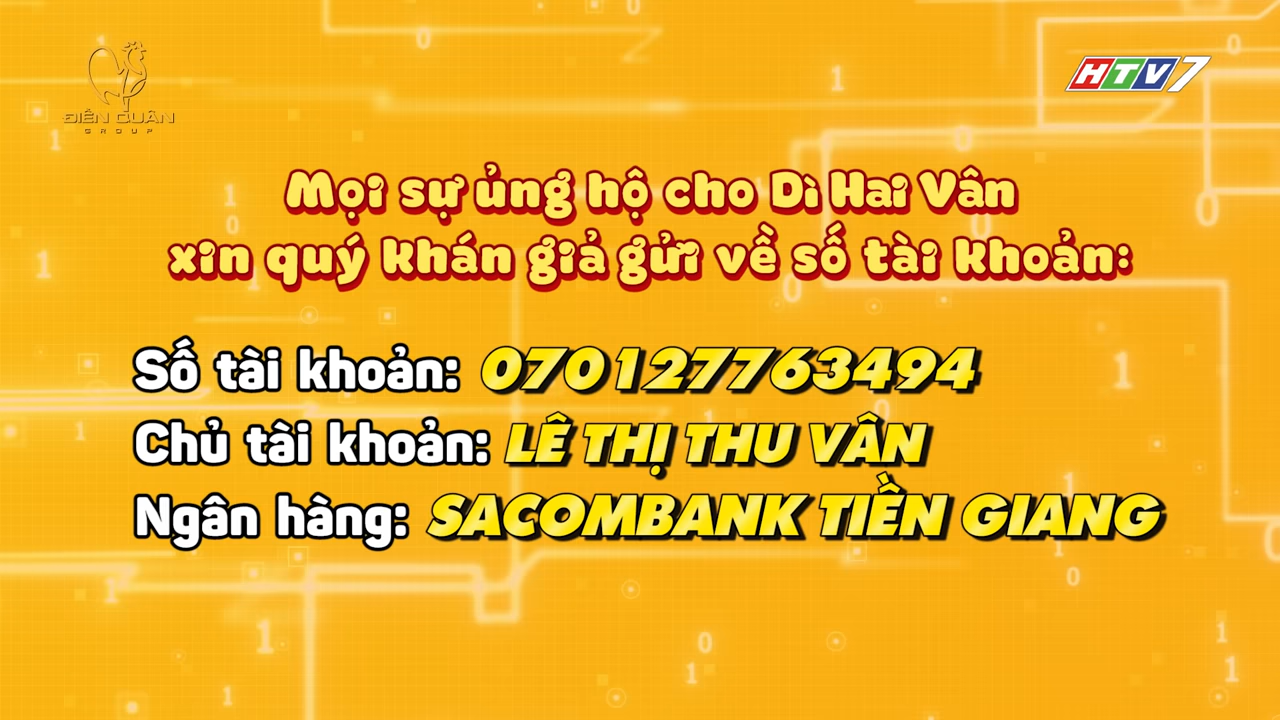 ĐIỀN QUÂN
GROUP
HTV7
Mọi sự ủng hộ cho Dì Hai Vân
xin quý khán giả gửi về số tài khoản:
Số tài khoản: 070127763494
Chủ tài khoản: LÊ THỊ THU VÂN
Ngân hàng: SACOMBANK TIỀN GIANG